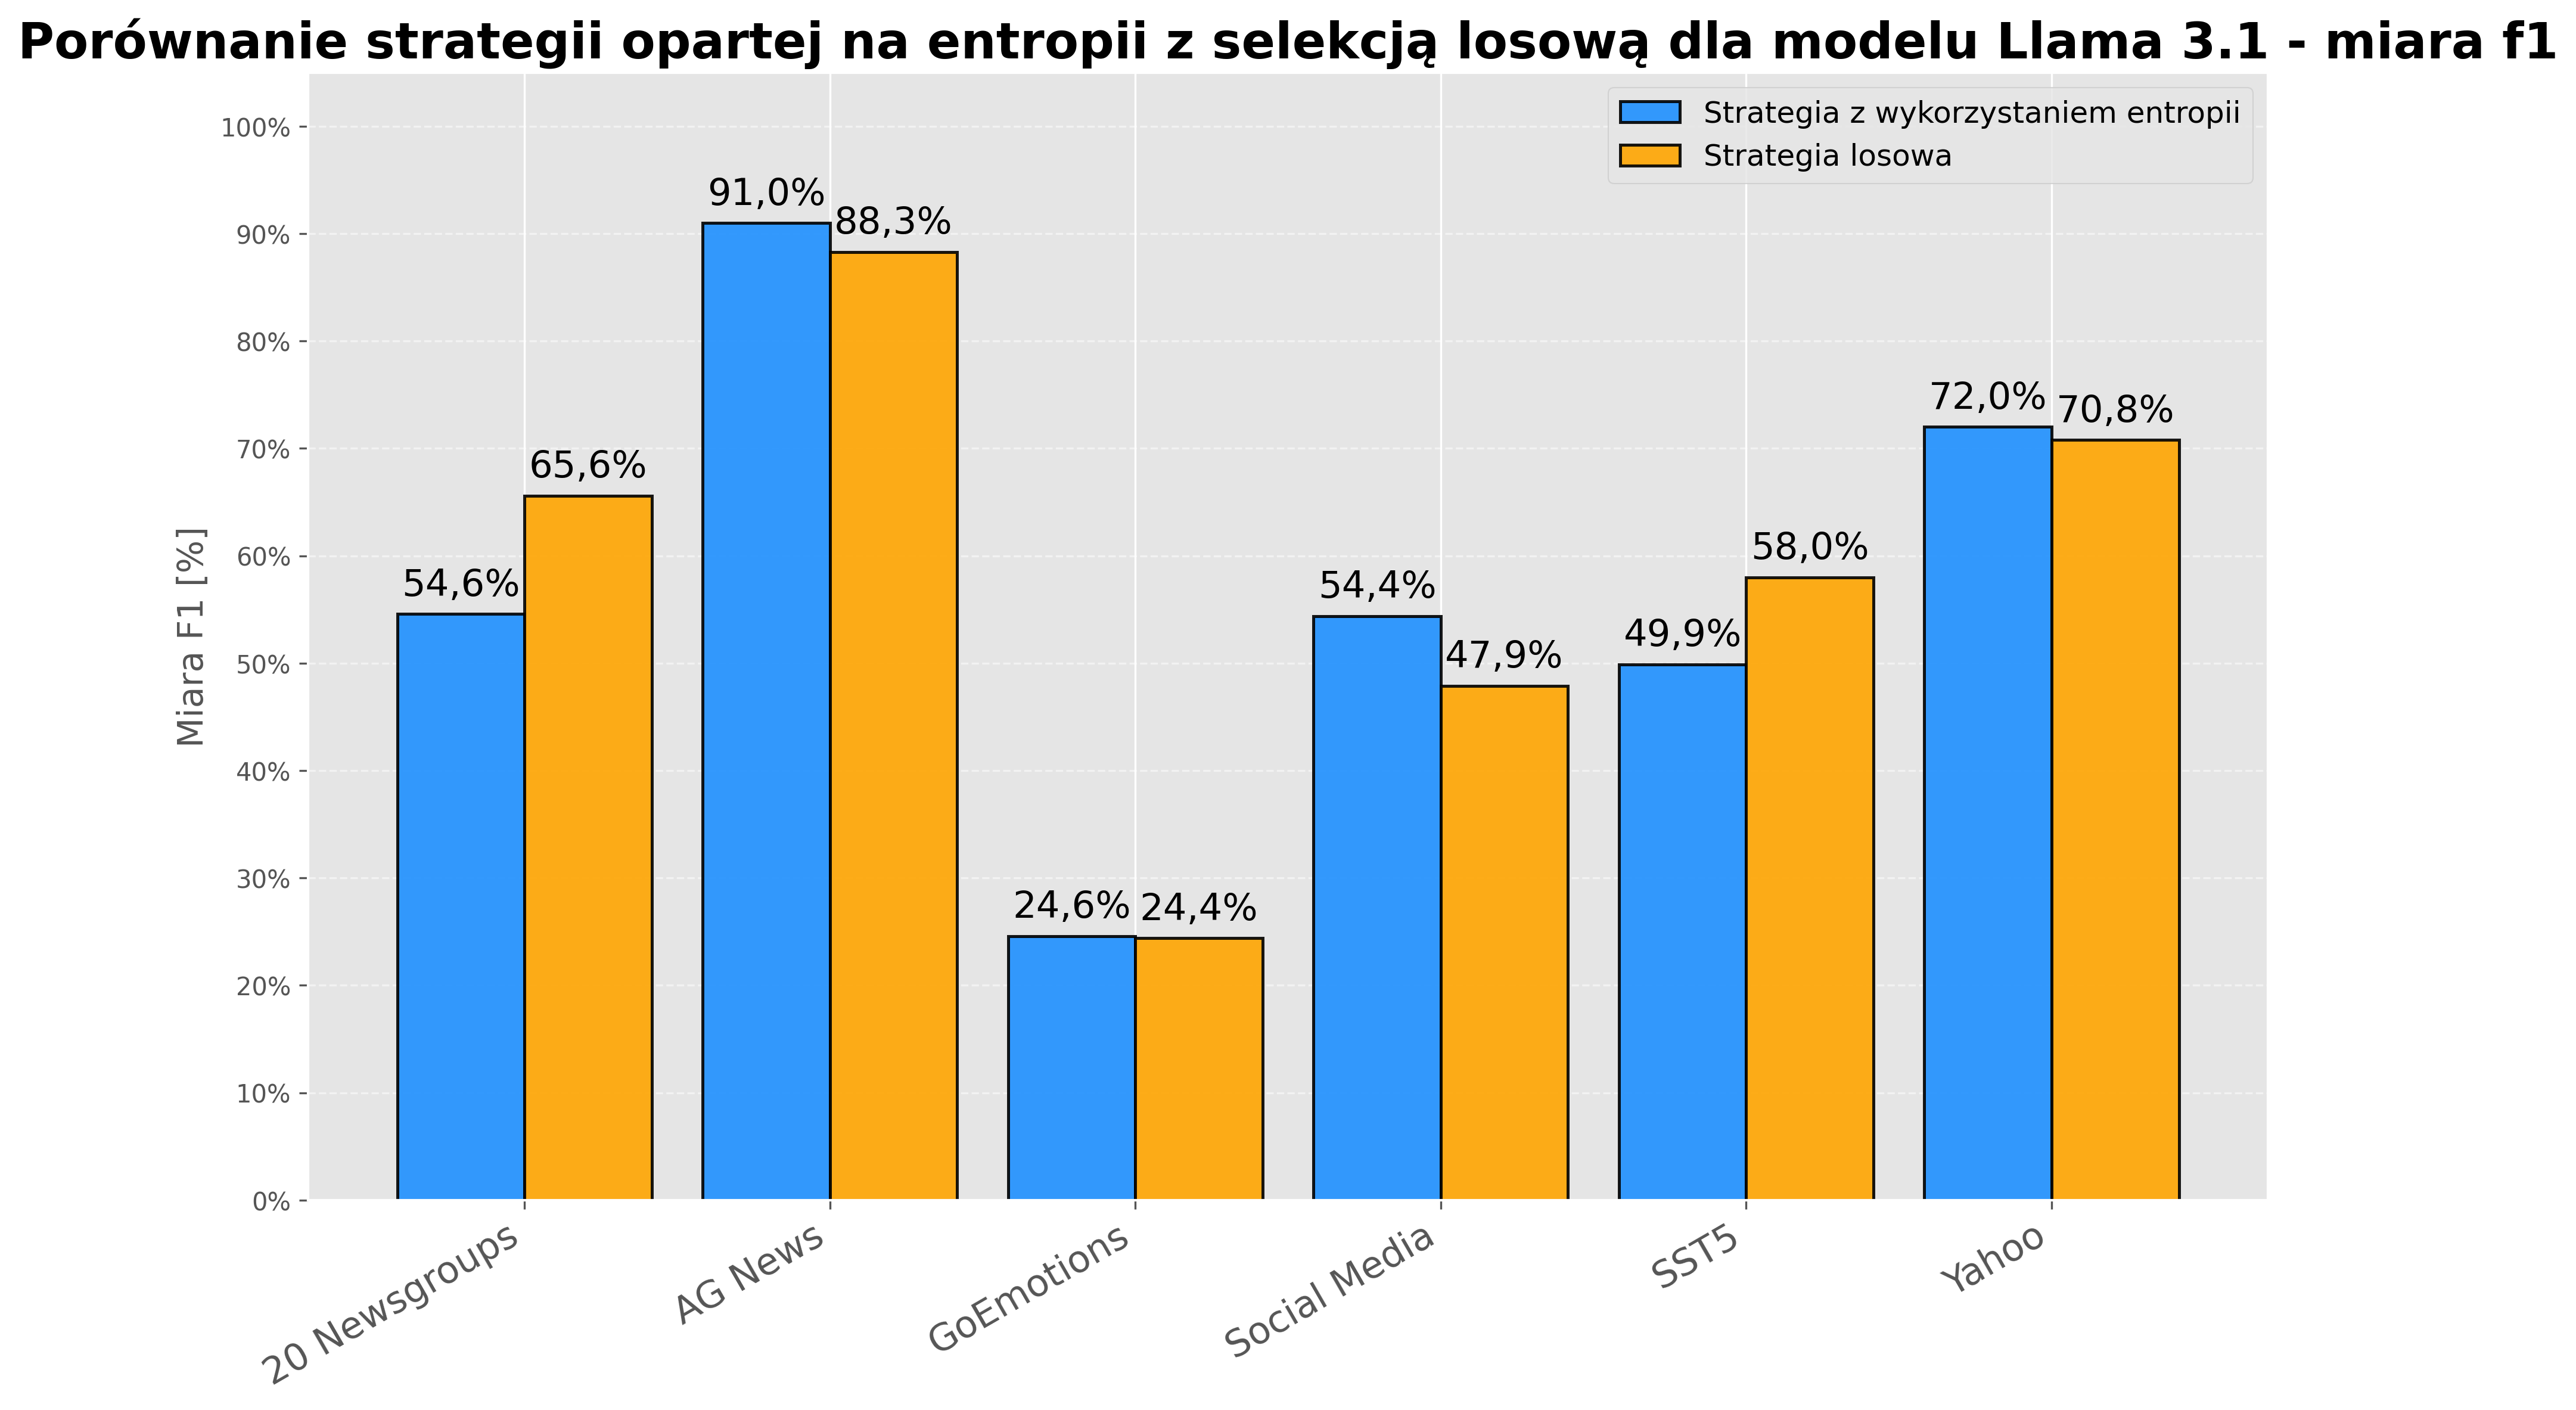 Porównanie strategii opartej na entropii z selekcją losową dla modelu Llama 3.1 - miara f1
Strategia z wykorzystaniem entropii
Strategia losowa
Miara F1 [%]
100%
90%
80%
70%
60%
50%
40%
30%
20%
10%
0%
54,6%
65,6%
91,0%
88,3%
24,6%
24,4%
54,4%
47,9%
49,9%
58,0%
72,0%
70,8%
20 Newsgroups
AG News
GoEmotions
Social Media
SST5
Yahoo